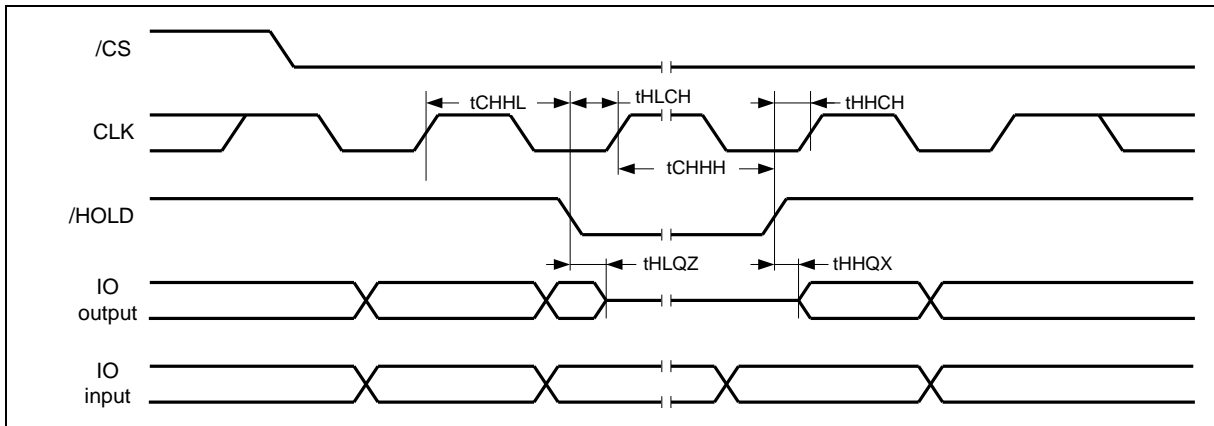 /CS
tCHHL
tHLCH
tHHCH
CLK
tCHHH
/HOLD
tHLQZ
tHHQX
IO
output
IO
input